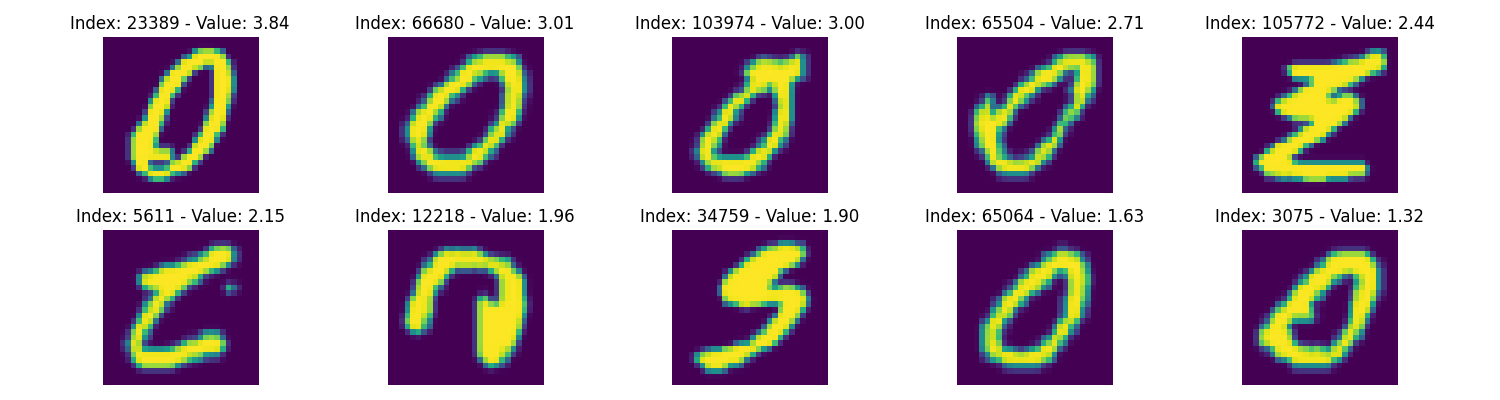 Index: 23389 - Value: 3.84
Index: 66680 - Value: 3.01
Index: 103974 - Value: 3.00
Index: 65504 - Value: 2.71
Index: 105772 - Value: 2.44
Index: 5611 - Value: 2.15
Index: 12218 - Value: 1.96
Index: 34759 - Value: 1.90
Index: 65064 - Value: 1.63
Index: 3075 - Value: 1.32